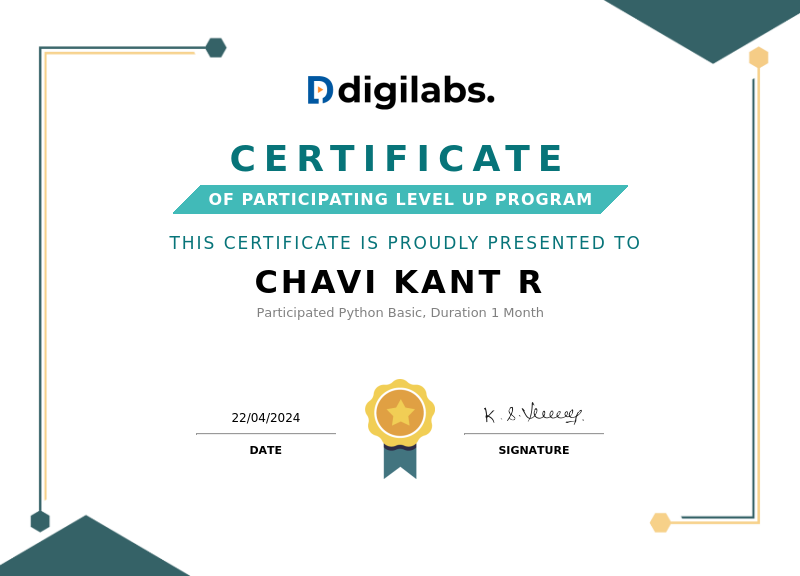 digilabs.
CERTIFICATE
OF PARTICIPATING LEVEL UP PROGRAM
THIS CERTIFICATE IS PROUDLY PRESENTED TO
CHAVI KANT R
Participated Python Basic, Duration 1 Month
22/04/2024
DATE
SIGNATURE